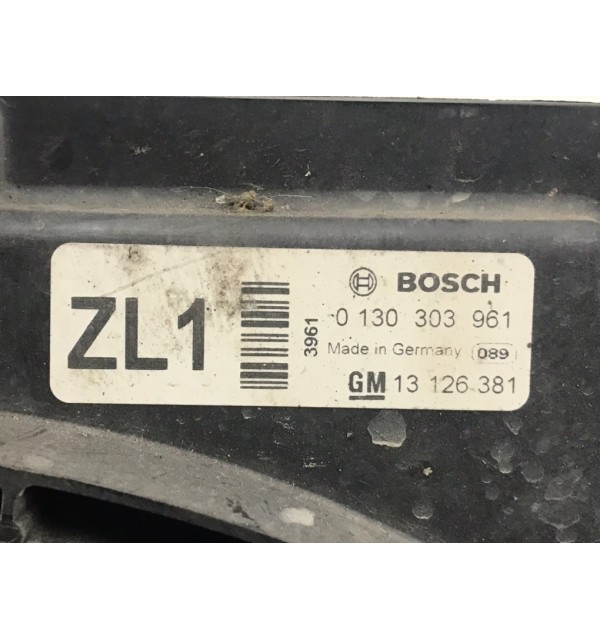 ZL1
3961
BOSCH
0 130 303 961
Made in Germany 089
GM 13 126 381